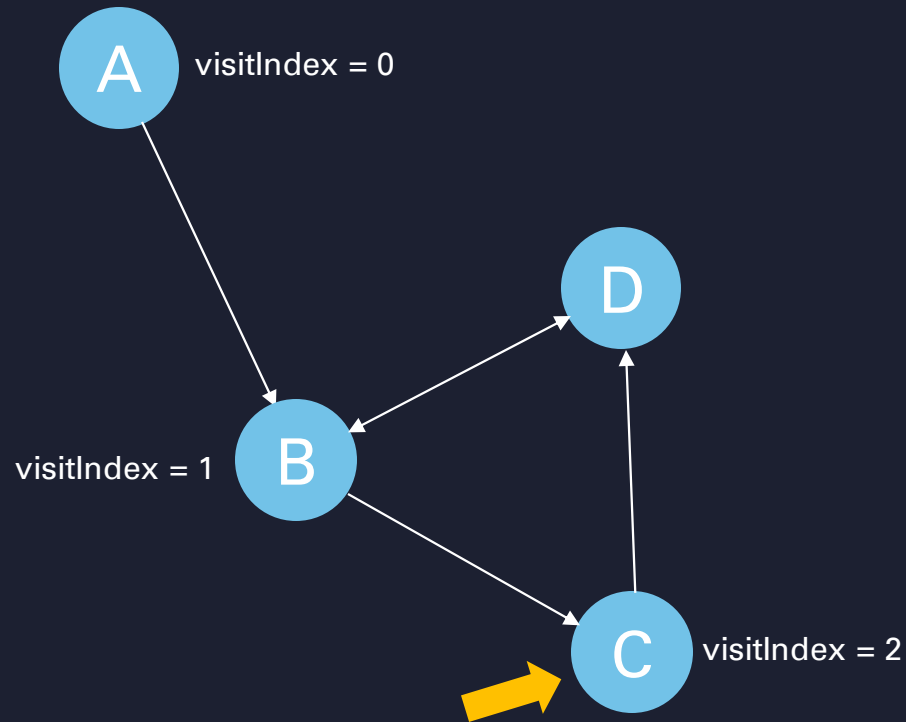 A
visitIndex = 0
D
B
visitIndex = 1
C
visitIndex = 2